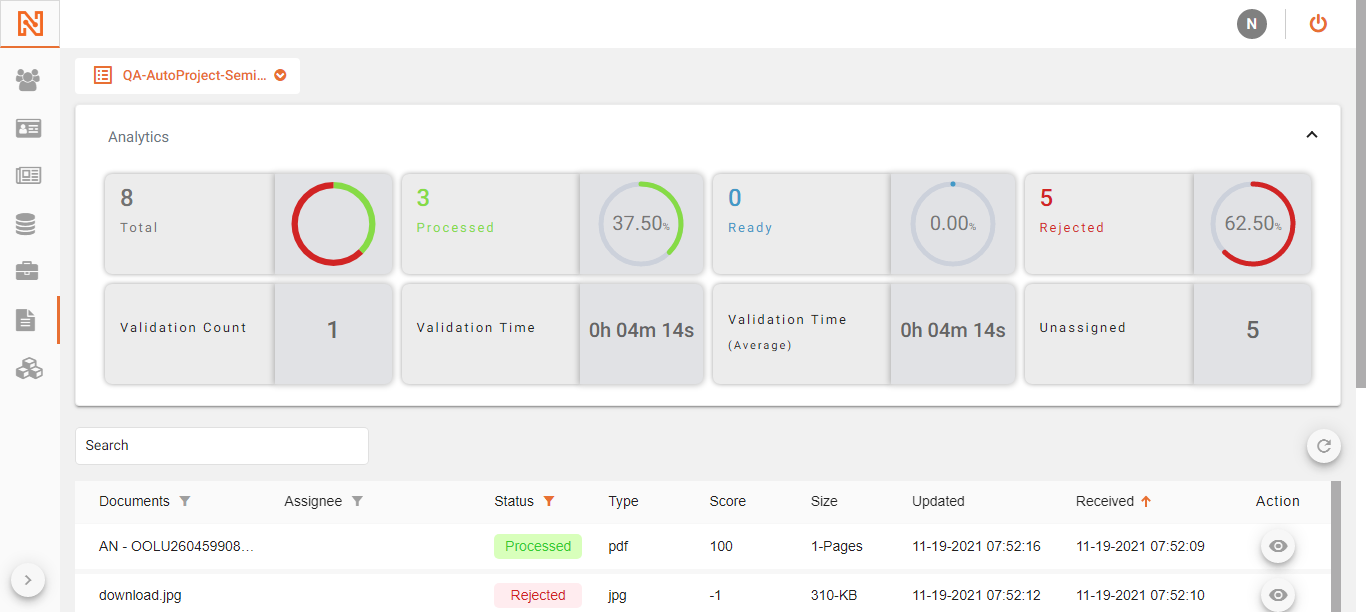 N
QA-AutoProject-Semi...
Analytics
8
Total
3
Processed
37.50%
0
Ready
0.00%
5
Rejected
62.50%
Validation Count
1
Validation Time
0h 04m 14s
Validation Time
(Average)
0h 04m 14s
Unassigned
5
Search
Documents Assignee Status Type Score Size Updated Received Action
AN - OOLU260459908... Processed pdf 100 1-Pages 11-19-2021 07:52:16 11-19-2021 07:52:09
download.jpg Rejected jpg -1 310-KB 11-19-2021 07:52:12 11-19-2021 07:52:10